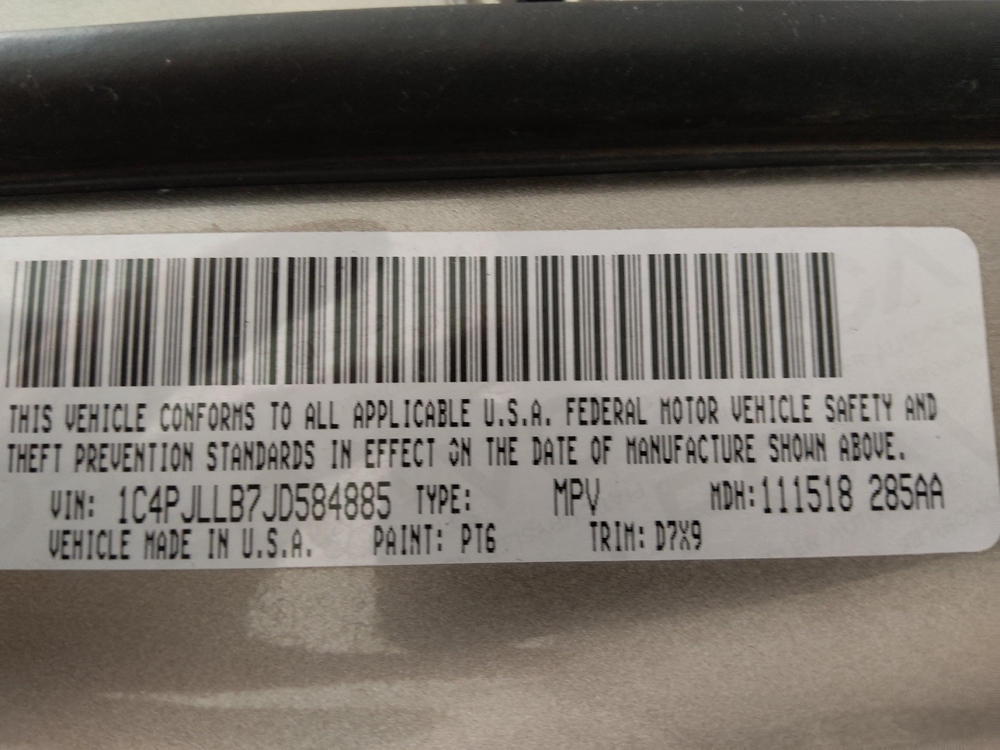 THIS VEHICLE CONFORMS TO ALL APPLICABLE U.S.A. FEDERAL MOTOR VEHICLE SAFETY AND
THEFT PREVENTION STANDARDS IN EFFECT ON THE DATE OF MANUFACTURE SHOWN ABOVE.
VIN: 1C4PJLLB7JD584885 TYPE: MPV MDH:111518 285AA
VEHICLE MADE IN U.S.A. PAINT: PT6 TRIM: D7X9